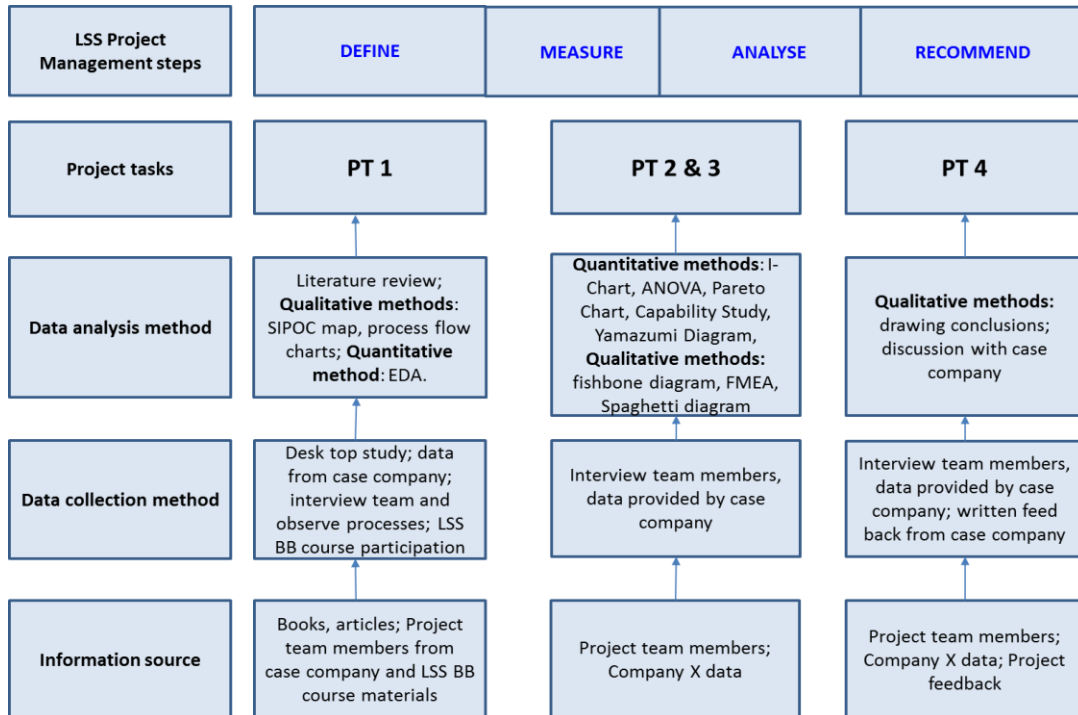 LSS Project
Management steps
DEFINE
MEASURE
ANALYSE
RECOMMEND
Project tasks
PT 1
PT 2 & 3
PT 4
Data analysis method
Literature review;
Qualitative methods:
SIPOC map, process flow
charts; Quantitative
method: EDA.
Quantitative methods: I-
Chart, ANOVA, Pareto
Chart, Capability Study,
Yamazumi Diagram,
Qualitative methods:
fishbone diagram, FMEA,
Spaghetti diagram
Qualitative methods:
drawing conclusions;
discussion with case
company
Data collection method
Desk top study; data
from case company;
interview team and
observe processes; LSS
BB course participation
Interview team members,
data provided by case
company
Interview team members,
data provided by case
company; written feed
back from case company
Information source
Books, articles; Project
team members from
case company and LSS BB
course materials
Project team members;
Company X data
Project team members;
Company X data; Project
feedback